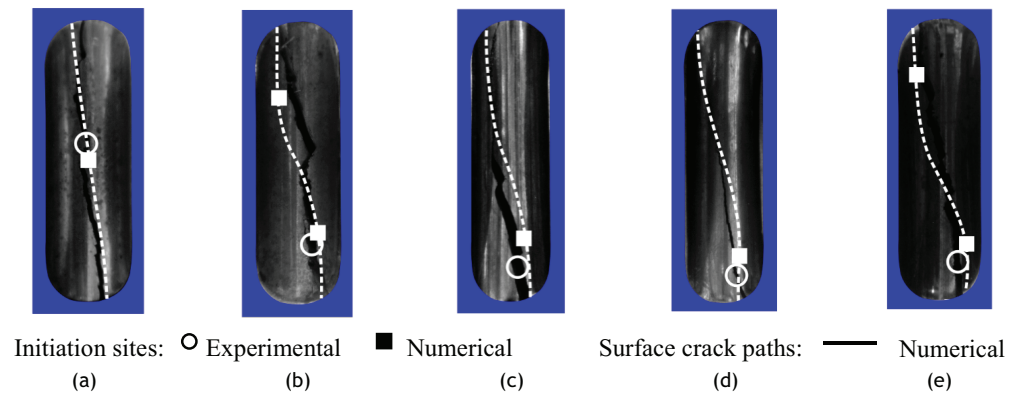 Initiation sites: Experimental Numerical Surface crack paths: Numerical
(a) (b) (c) (d) (e)